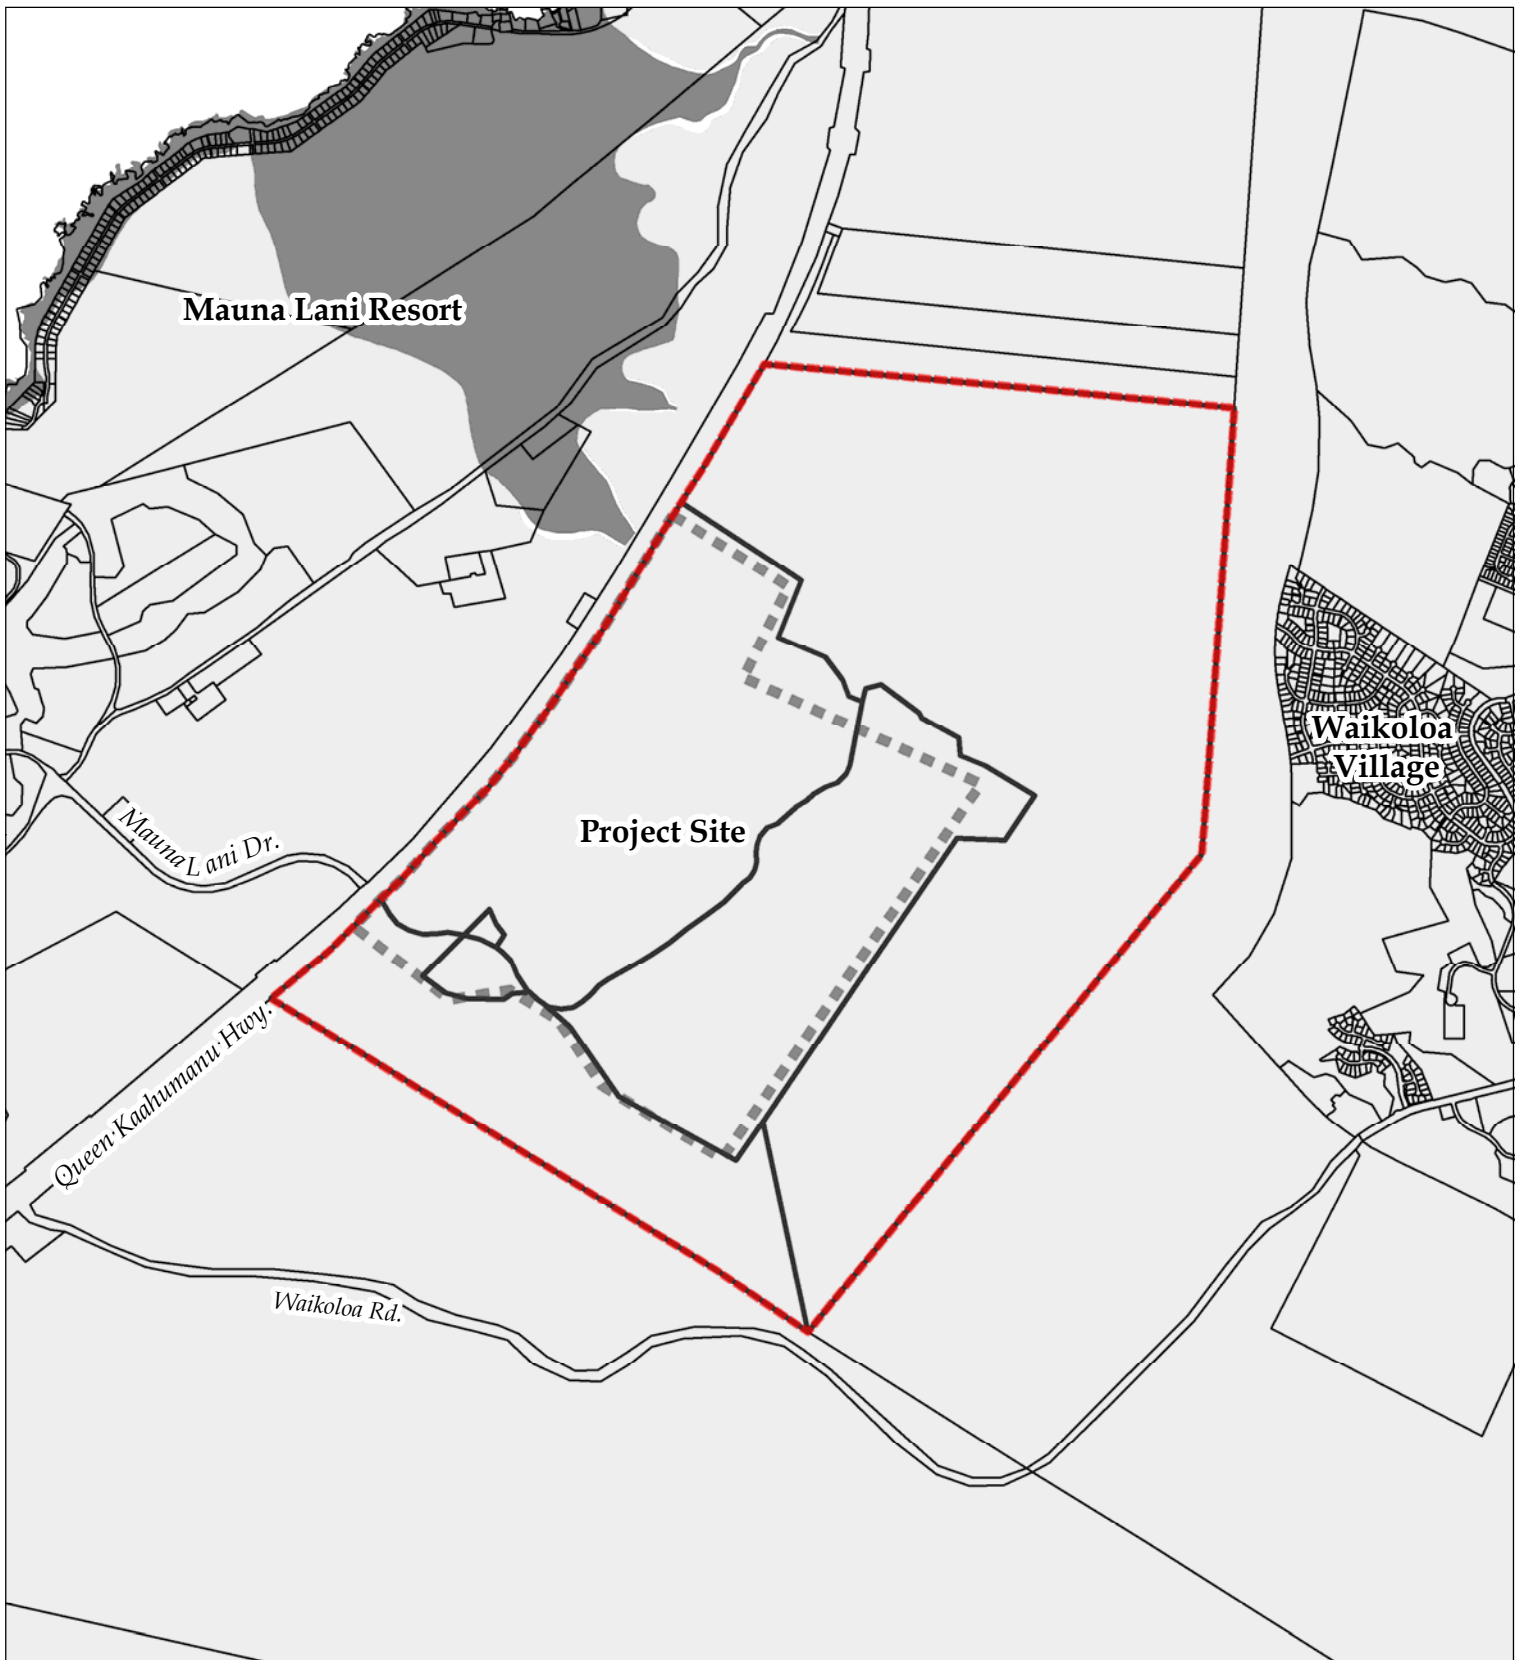 Mauna Lani Resort
Waikoloa
Village
Project Site
Mauna Lani Dr.
Queen Kaahumanu Hwy.
Waikoloa Rd.